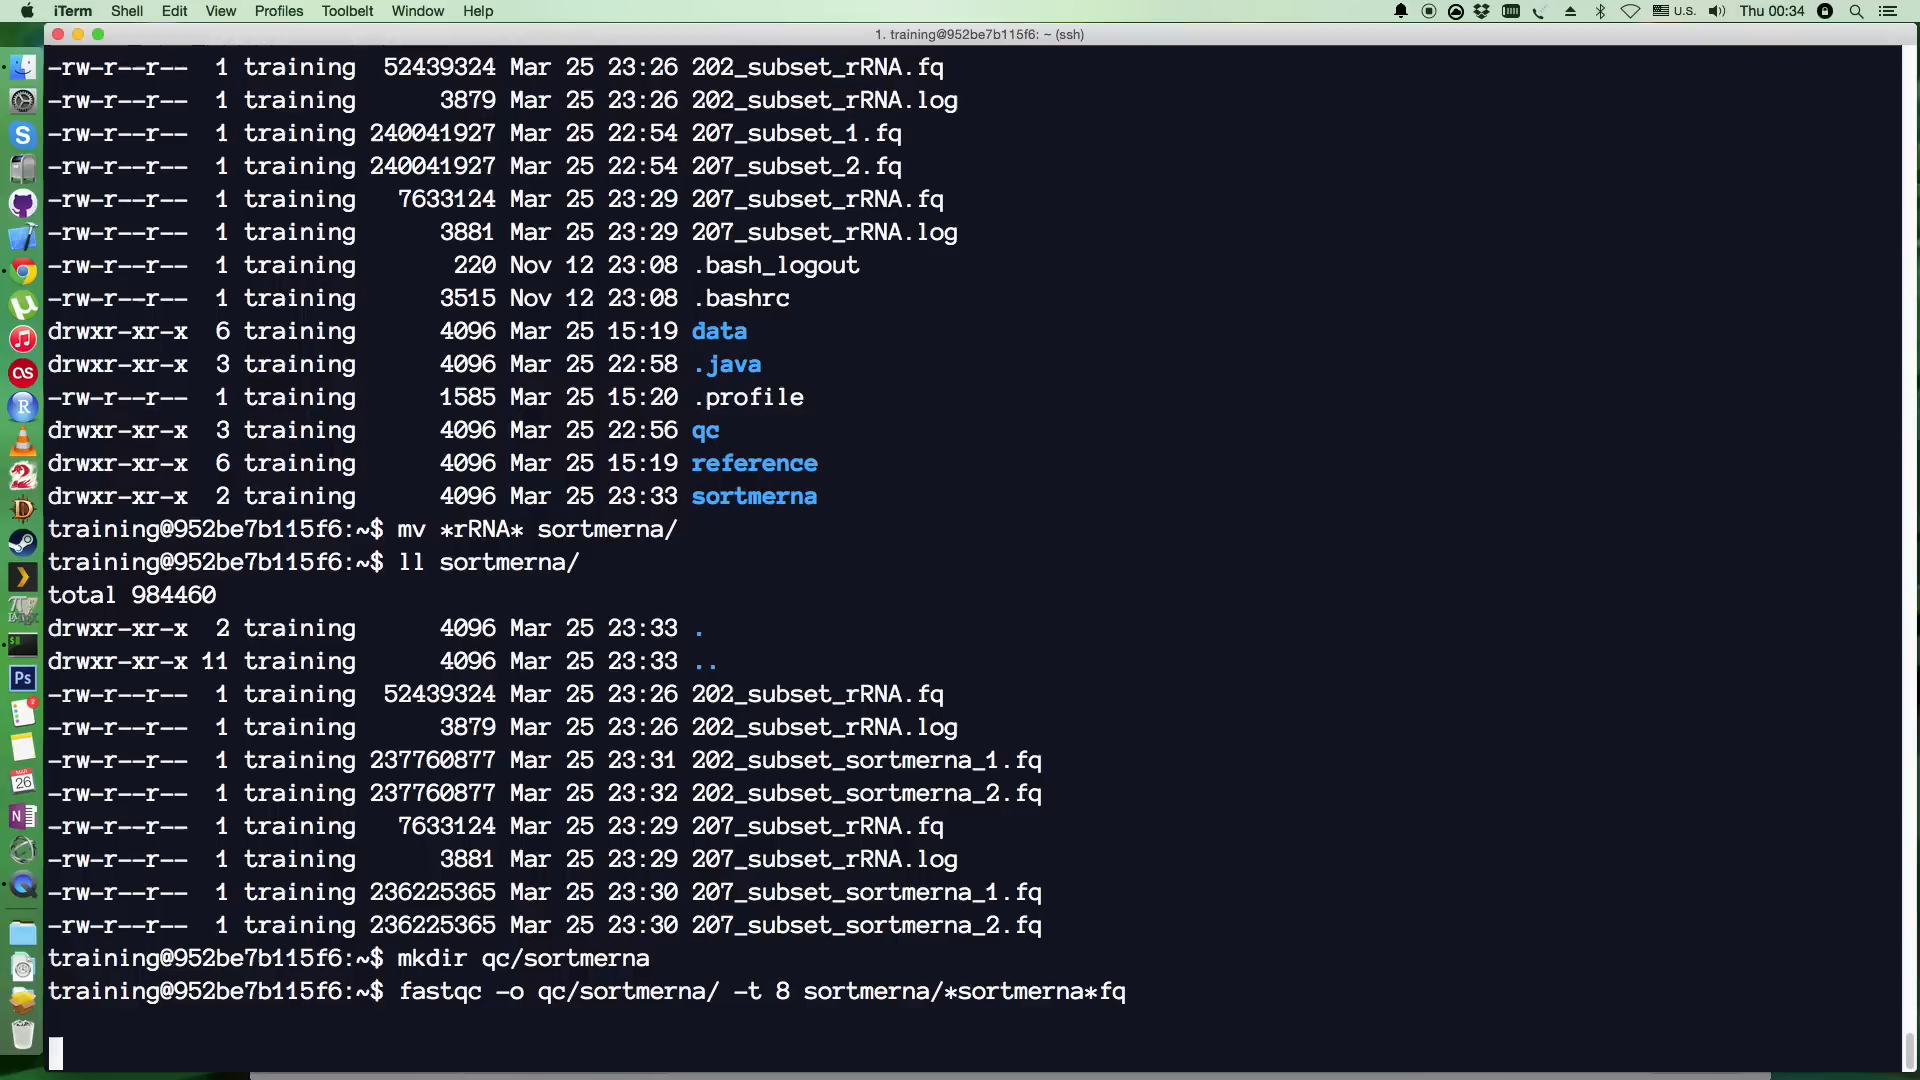 iTerm Shell Edit View Profiles Toolbelt Window Help U.S. Thu 00:34
1. training@952be7b115f6: ~ (ssh)
-rw-r--r-- 1 training 52439324 Mar 25 23:26 202_subset_rRNA.fq
-rw-r--r-- 1 training 3879 Mar 25 23:26 202_subset_rRNA.log
-rw-r--r-- 1 training 240041927 Mar 25 22:54 207_subset_1.fq
-rw-r--r-- 1 training 240041927 Mar 25 22:54 207_subset_2.fq
-rw-r--r-- 1 training 7633124 Mar 25 23:29 207_subset_rRNA.fq
-rw-r--r-- 1 training 3881 Mar 25 23:29 207_subset_rRNA.log
-rw-r--r-- 1 training 220 Nov 12 23:08 .bash_logout
-rw-r--r-- 1 training 3515 Nov 12 23:08 .bashrc
drwxr-xr-x 6 training 4096 Mar 25 15:19 data
drwxr-xr-x 3 training 4096 Mar 25 22:58 .java
-rw-r--r-- 1 training 1585 Mar 25 15:20 .profile
drwxr-xr-x 3 training 4096 Mar 25 22:56 qc
drwxr-xr-x 6 training 4096 Mar 25 15:19 reference
drwxr-xr-x 2 training 4096 Mar 25 23:33 sortmerna
training@952be7b115f6:~$ mv *rRNA* sortmerna/
training@952be7b115f6:~$ ll sortmerna/
total 984460
drwxr-xr-x 2 training 4096 Mar 25 23:33 .
drwxr-xr-x 11 training 4096 Mar 25 23:33 ..
-rw-r--r-- 1 training 52439324 Mar 25 23:26 202_subset_rRNA.fq
-rw-r--r-- 1 training 3879 Mar 25 23:26 202_subset_rRNA.log
-rw-r--r-- 1 training 237760877 Mar 25 23:31 202_subset_sortmerna_1.fq
-rw-r--r-- 1 training 237760877 Mar 25 23:32 202_subset_sortmerna_2.fq
-rw-r--r-- 1 training 7633124 Mar 25 23:29 207_subset_rRNA.fq
-rw-r--r-- 1 training 3881 Mar 25 23:29 207_subset_rRNA.log
-rw-r--r-- 1 training 236225365 Mar 25 23:30 207_subset_sortmerna_1.fq
-rw-r--r-- 1 training 236225365 Mar 25 23:30 207_subset_sortmerna_2.fq
training@952be7b115f6:~$ mkdir qc/sortmerna
training@952be7b115f6:~$ fastqc -o qc/sortmerna/ -t 8 sortmerna/*sortmerna*fq